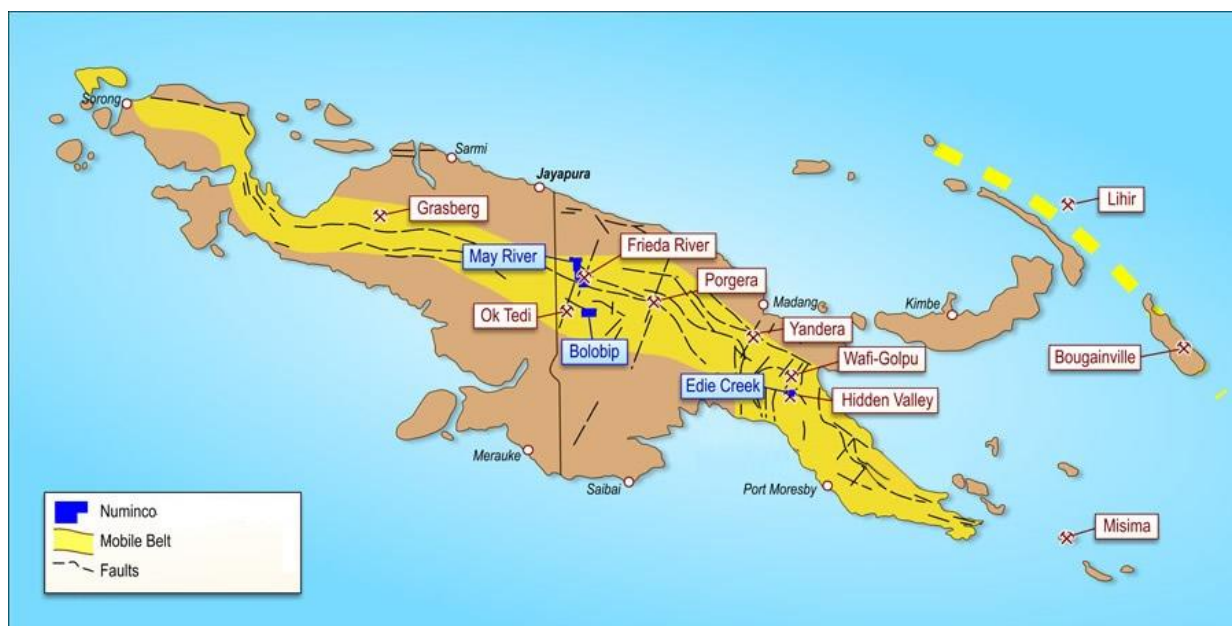 Sorong
Sarmi
Jayapura
Lihir
Grasberg
May River
Frieda River
Porgera
Madang
Kimbe
Ok Tedi
Yandera
Bolobip
Wafi-Golpu
Bougainville
Edie Creek
Hidden Valley
Merauke
Saibai
Port Moresby
Numinco
Mobile Belt
Misima
Faults